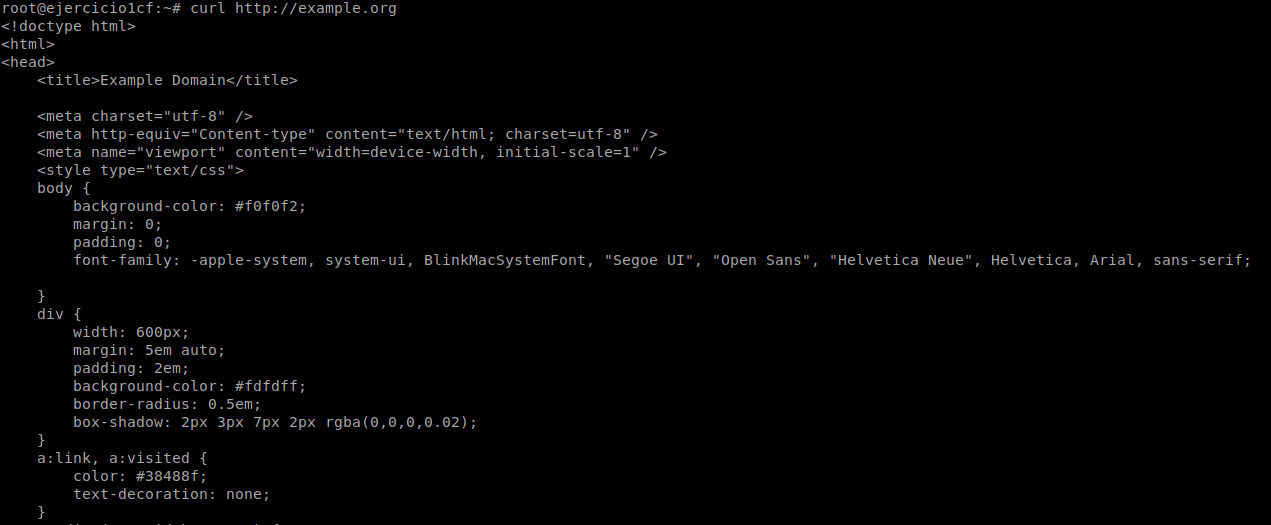 root@ejercicio1cf:~# curl http://example.org
<!doctype html>
<html>
<head>
    <title>Example Domain</title>

    <meta charset="utf-8" />
    <meta http-equiv="Content-type" content="text/html; charset=utf-8" />
    <meta name="viewport" content="width=device-width, initial-scale=1" />
    <style type="text/css">
    body {
        background-color: #f0f0f2;
        margin: 0;
        padding: 0;
        font-family: -apple-system, system-ui, BlinkMacSystemFont, "Segoe UI", "Open Sans", "Helvetica Neue", Helvetica, Arial, sans-serif;

    }
    div {
        width: 600px;
        margin: 5em auto;
        padding: 2em;
        background-color: #fdfdff;
        border-radius: 0.5em;
        box-shadow: 2px 3px 7px 2px rgba(0,0,0,0.02);
    }
    a:link, a:visited {
        color: #38488f;
        text-decoration: none;
    }